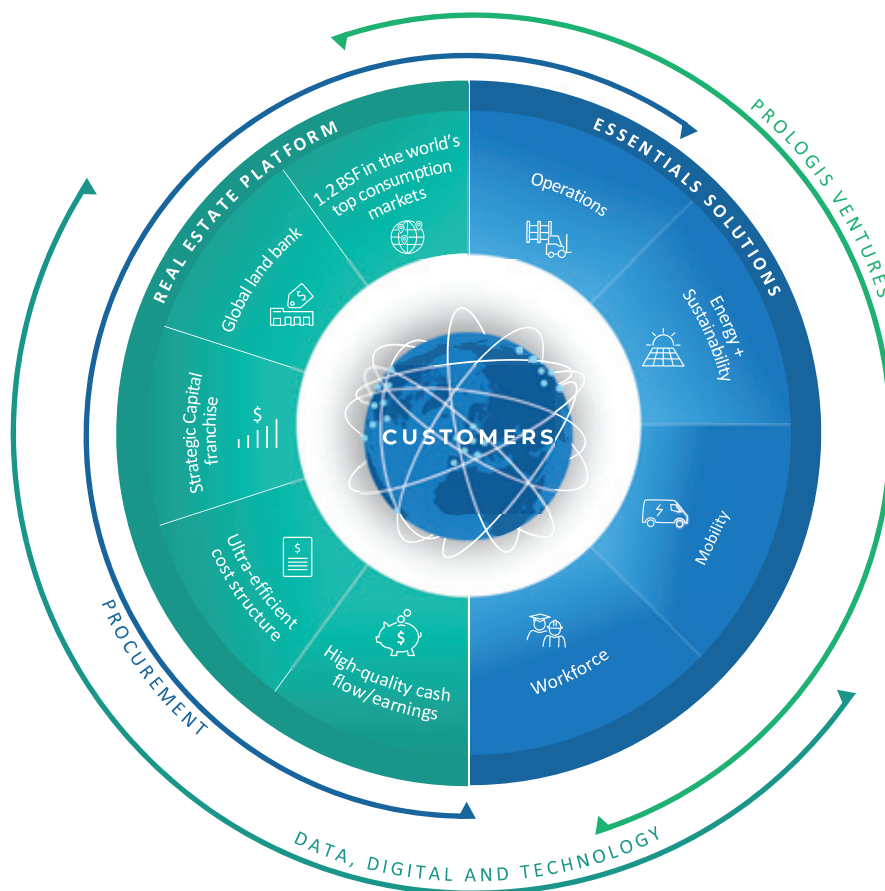 PROLOGIS VENTURES
REAL ESTATE PLATFORM
ESSENTIALS SOLUTIONS
1.2 BSF in the world's
top consumption
markets
Operations
Global land bank
$
Energy +
Sustainability
Strategic Capital
franchise
$
CUSTOMERS
Mobility
Ultra-efficient
cost structure
$
High-quality cash
flow/earnings
$
Workforce
PROCUREMENT
DATA, DIGITAL AND TECHNOLOGY